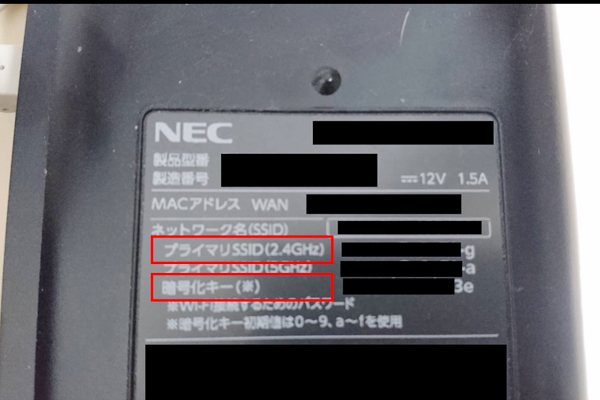 NEC
製品型番
製造番号 12V 1.5A
MACアドレス WAN
ネットワーク名(SSID)
プライマリSSID(2.4GHz) -g
プライマリSSID(5GHz) -a
暗号化キー(※) 3e
※Wi-Fi接続するためのパスワード
※暗号化キー初期値は0～9、a～fを使用